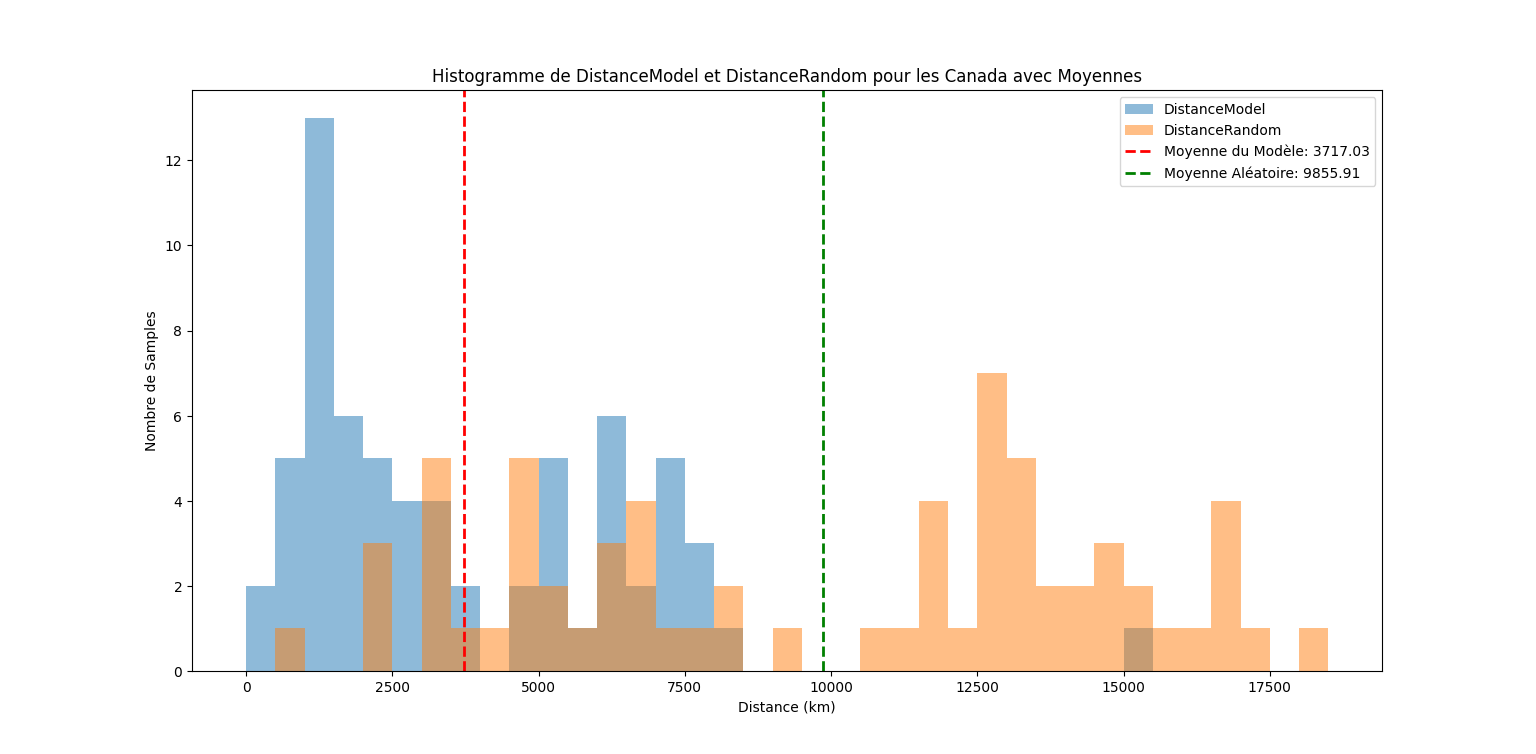 Histogramme de DistanceModel et DistanceRandom pour les Canada avec Moyennes
DistanceModel
DistanceRandom
Moyenne du Modèle: 3717.03
Moyenne Aléatoire: 9855.91
Nombre de Samples
12
10
8
6
4
2
0
0 2500 5000 7500 10000 12500 15000 17500
Distance (km)